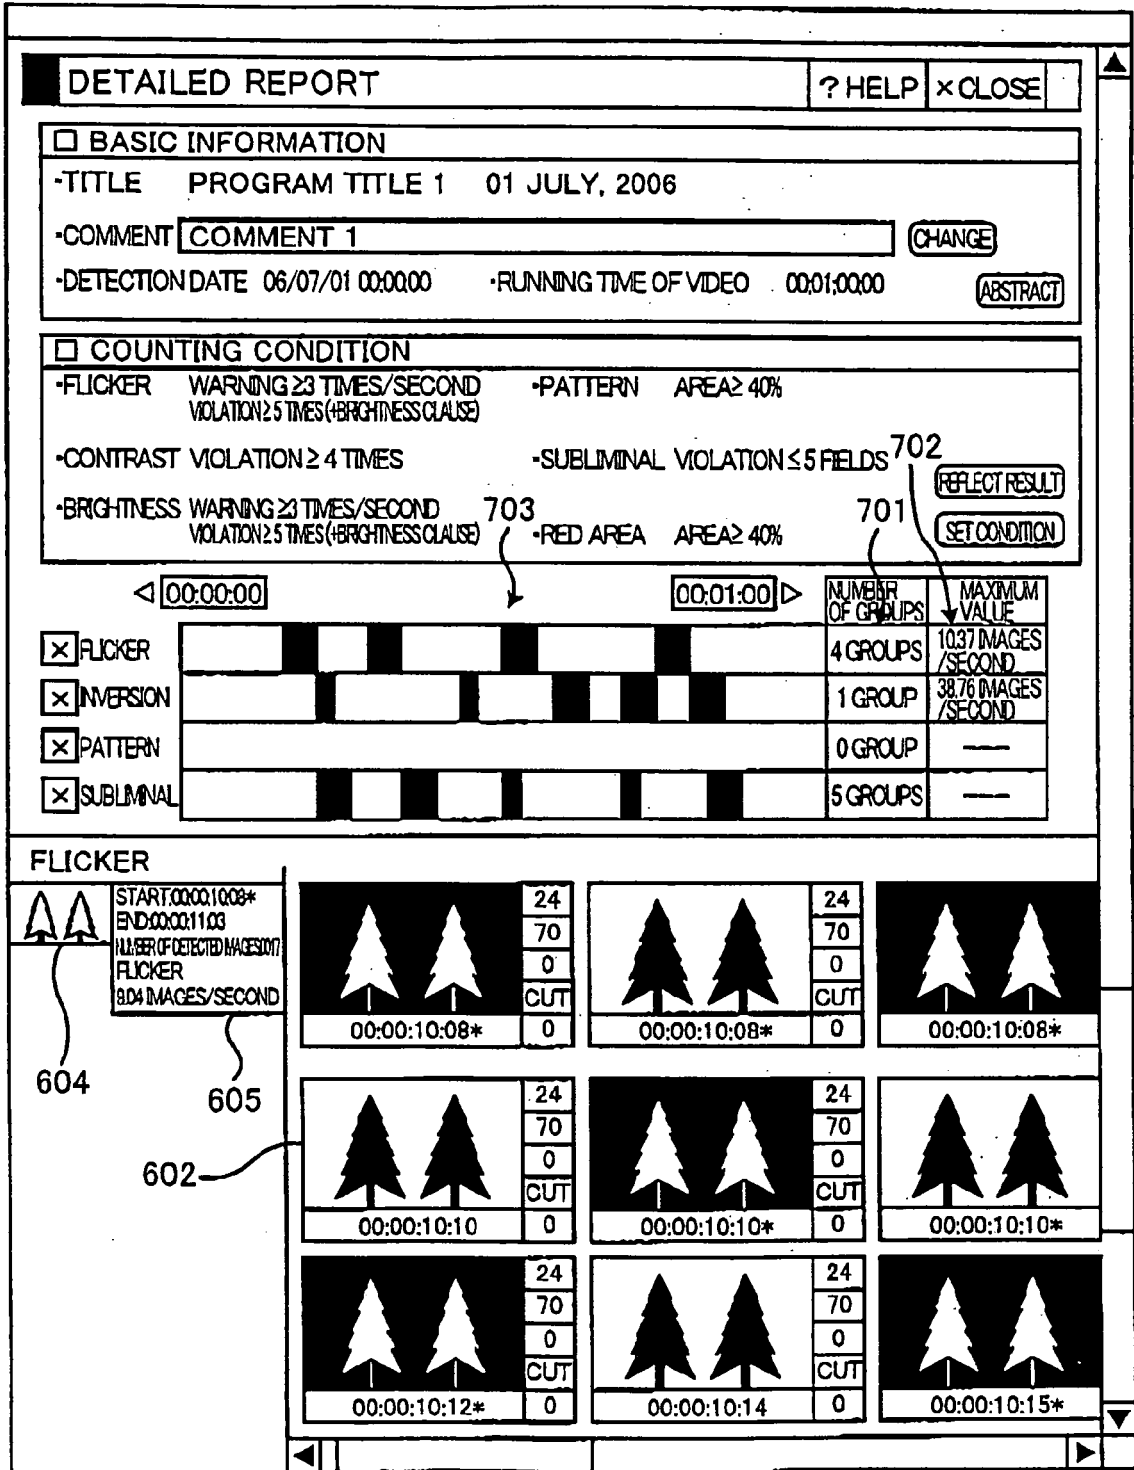 DETAILED REPORT ? HELP × CLOSE
□ BASIC INFORMATION
·TITLE PROGRAM TITLE 1 01 JULY, 2006
·COMMENT COMMENT 1 CHANGE
·DETECTION DATE 06/07/01 00:00:00 ·RUNNING TIME OF VIDEO 00;01;00;00 ABSTRACT
□ COUNTING CONDITION
·FLICKER WARNING ≥3 TIMES/SECOND ·PATTERN AREA≥ 40%
VIOLATION ≥ 5 TIMES (+BRIGHTNESS CLAUSE)
·CONTRAST VIOLATION ≥ 4 TIMES ·SUBLIMINAL VIOLATION ≤ 5 FIELDS 702
REFLECT RESULT
·BRIGHTNESS WARNING ≥3 TIMES/SECOND 703 701
VIOLATION ≥ 5 TIMES (+BRIGHTNESS CLAUSE) ·RED AREA AREA≥ 40% SET CONDITION
00:00:00 00:01:00 NUMBER OF GROUPS MAXIMUM VALUE
× FLICKER 4 GROUPS 10.37 IMAGES /SECOND
× INVERSION 1 GROUP 38.76 IMAGES /SECOND
× PATTERN 0 GROUP ----
× SUBLIMINAL 5 GROUPS ----
FLICKER
START:00:00:10:08*
END:00:00:11:03
NUMBER OF DETECTED IMAGES:0017
FLICKER
9.04 IMAGES/SECOND
604
605
602
24 24
70 70
0 0
CUT CUT
00:00:10:08* 0 00:00:10:08* 0 00:00:10:08*
24 24
70 70
0 0
CUT CUT
00:00:10:10 0 00:00:10:10* 0 00:00:10:10*
24 24
70 70
0 0
CUT CUT
00:00:10:12* 0 00:00:10:14 0 00:00:10:15*